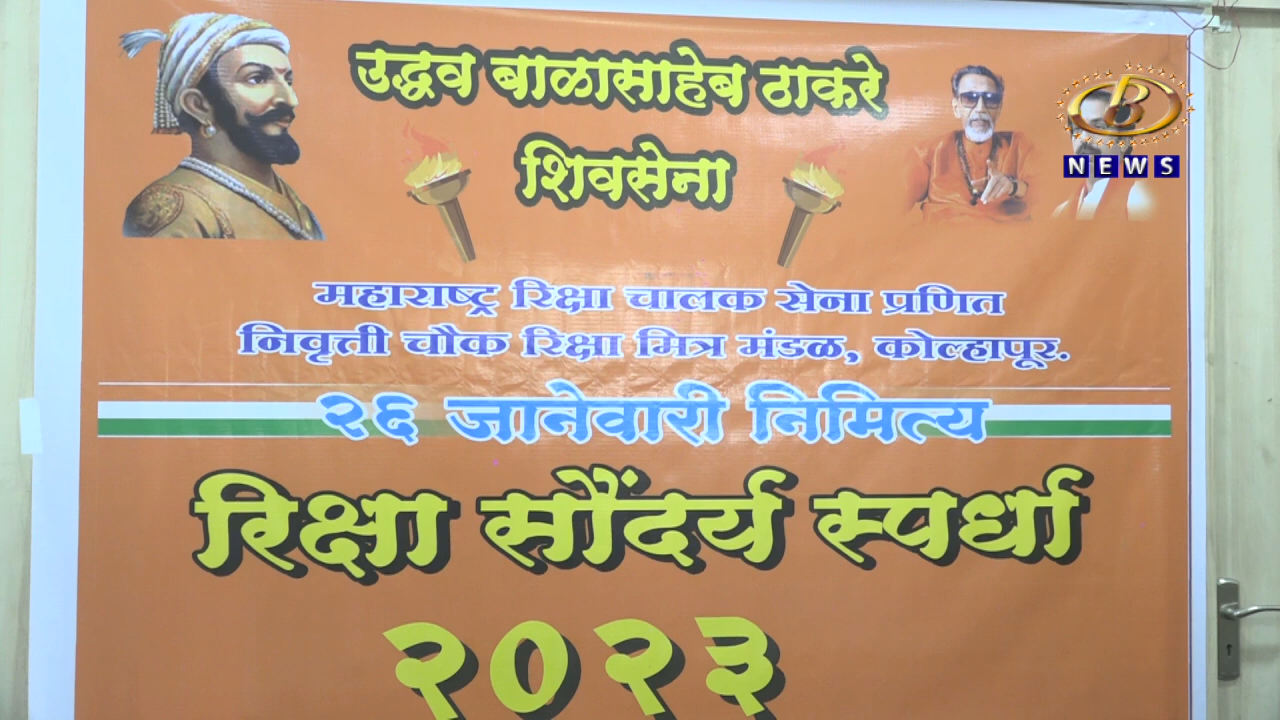 उद्धव बाळासाहेब ठाकरे
शिवसेना
B
NEWS
महाराष्ट्र रिक्षा चालक सेना प्रणित
निवृत्ती चौक रिक्षा मित्र मंडळ, कोल्हापूर.
२६ जानेवारी निमित्य
रिक्षा सौंदर्य स्पर्धा
२०२३